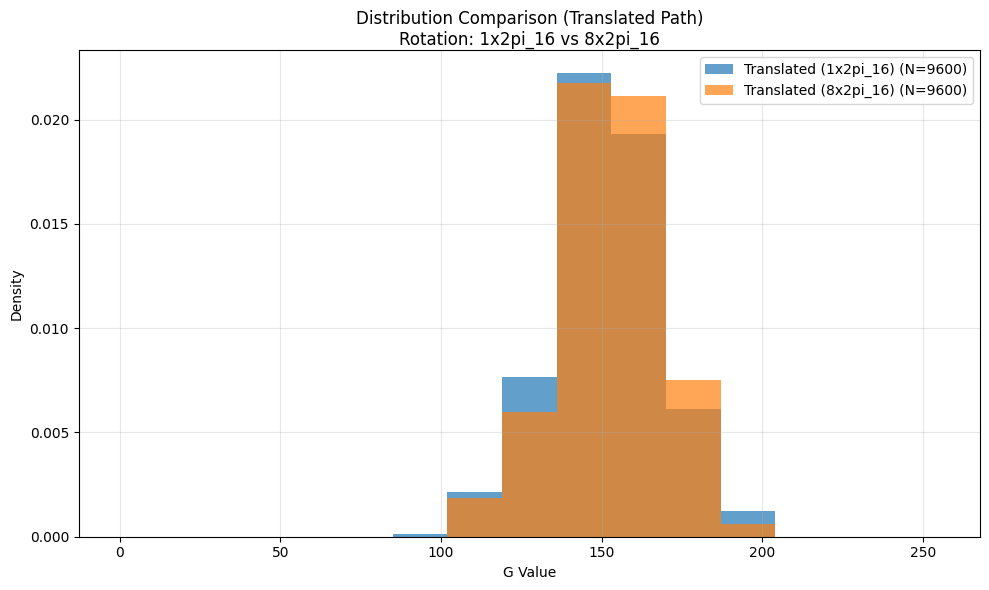 Distribution Comparison (Translated Path)
Rotation: 1x2pi_16 vs 8x2pi_16
Translated (1x2pi_16) (N=9600)
Translated (8x2pi_16) (N=9600)
Density
0.020
0.015
0.010
0.005
0.000
0 50 100 150 200 250
G Value